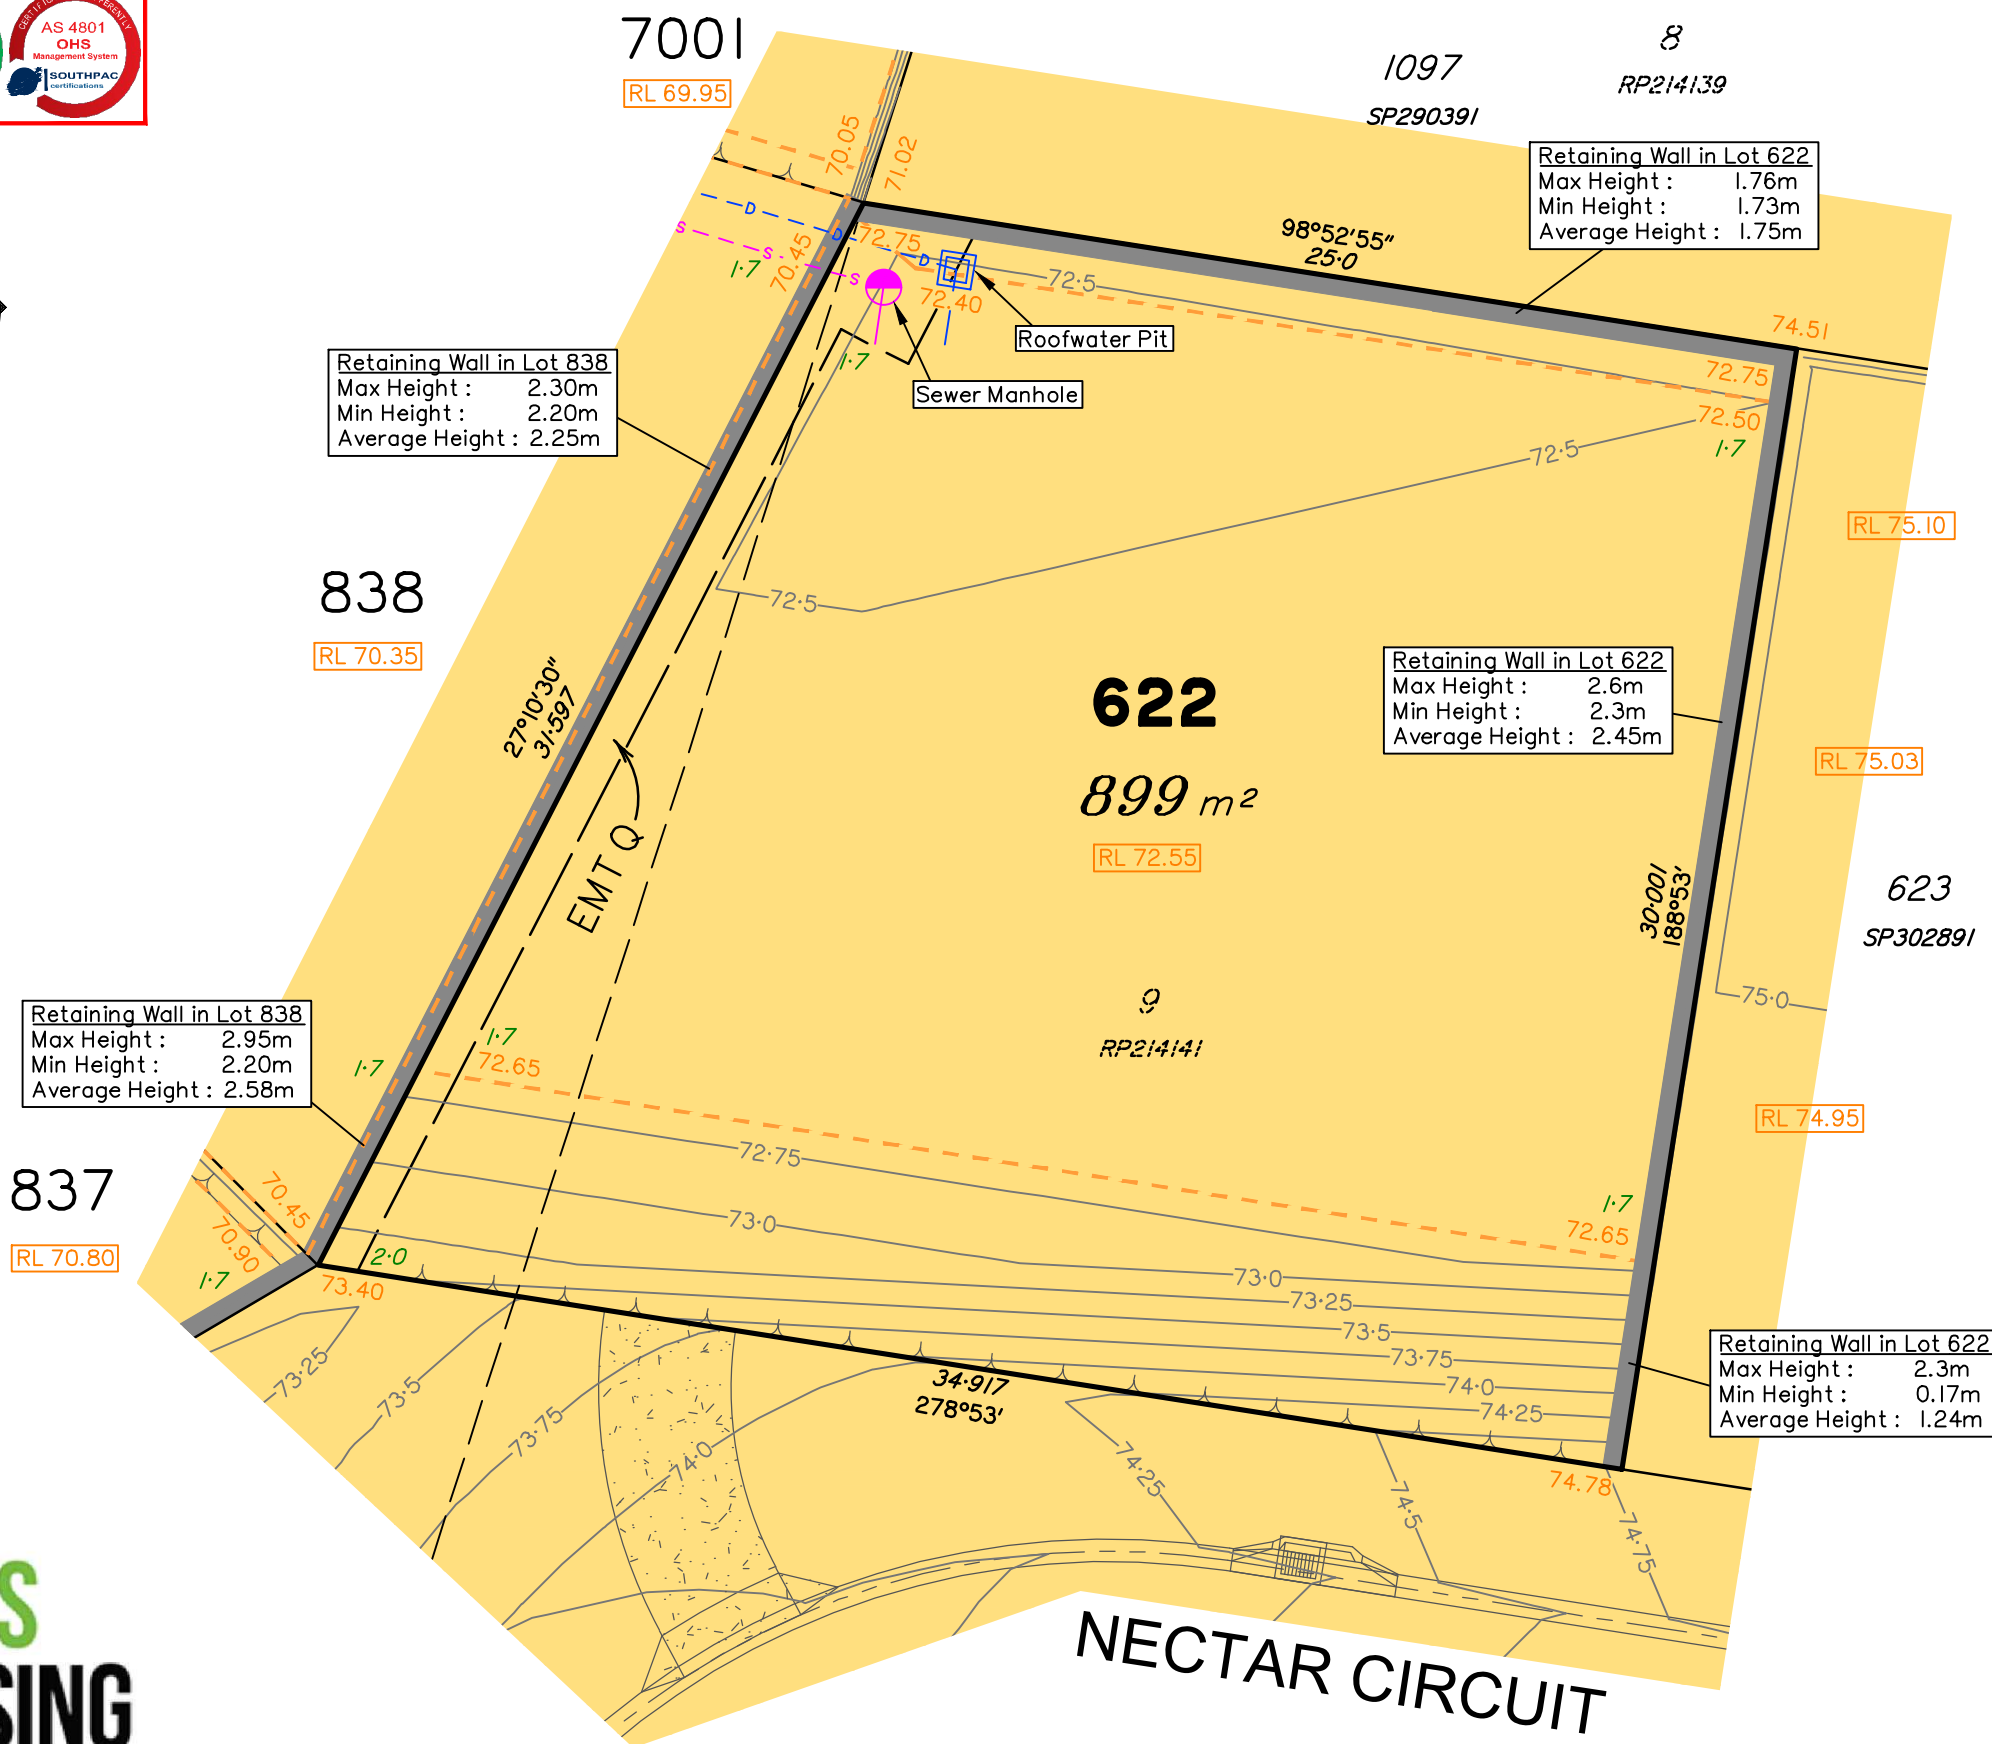 CERTIFIED
AS 4801
OHS
Management System
SOUTHPAC
certifications
7001
RL 69.95
1097
SP290391
8
RP214139
70.05
71.02
Retaining Wall in Lot 622
Max Height : 1.76m
Min Height : 1.73m
Average Height : 1.75m
98°52'55"
25·0
D
D
D
S
S
S
1·7
70.45
72.75
72.40
72·5
Roofwater Pit
Sewer Manhole
1·7
74.51
72.75
72.50
1·7
72·5
72·5
Retaining Wall in Lot 838
Max Height : 2.30m
Min Height : 2.20m
Average Height : 2.25m
838
RL 70.35
27°10'30"
31·597
EMT Q
622
899 m²
RL 72.55
9
RP214141
Retaining Wall in Lot 622
Max Height : 2.6m
Min Height : 2.3m
Average Height : 2.45m
RL 75.10
RL 75.03
30·001
188°53'
623
SP302891
75·0
RL 74.95
Retaining Wall in Lot 838
Max Height : 2.95m
Min Height : 2.20m
Average Height : 2.58m
1·7
1·7
72.65
72·75
73·0
837
RL 70.80
70.45
70.90
1·7
2·0
73.40
1·7
72.65
73·0
73·25
73·5
73·75
74·0
74·25
Retaining Wall in Lot 622
Max Height : 2.3m
Min Height : 0.17m
Average Height : 1.24m
34·917
278°53'
74.78
73·25
73·5
73·75
74·0
74·25
74·5
74·75
NECTAR CIRCUIT
S
SING